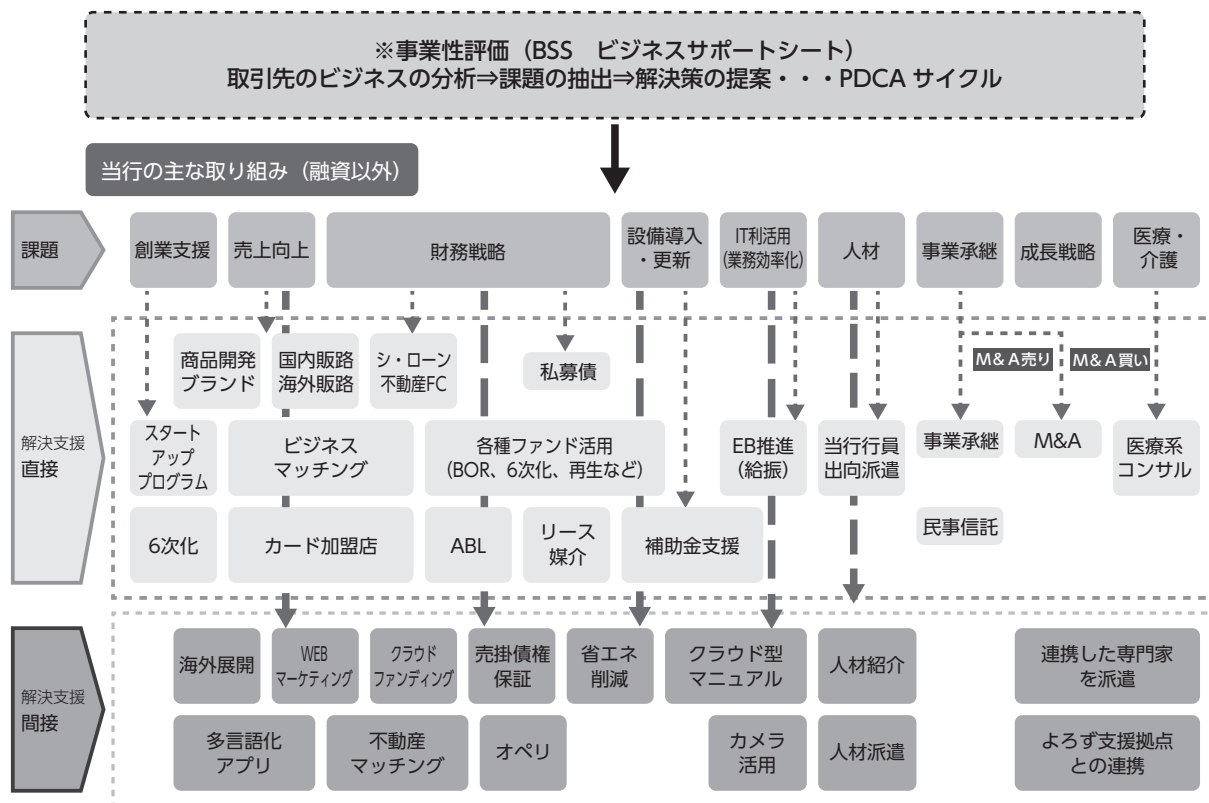 ※事業性評価（BSS　ビジネスサポートシート）
取引先のビジネスの分析⇒課題の抽出⇒解決策の提案・・・PDCA サイクル
当行の主な取り組み（融資以外）
課題
創業支援
売上向上
財務戦略
設備導入
・更新
IT利活用
(業務効率化)
人材
事業承継
成長戦略
医療・
介護
解決支援
直接
商品開発
ブランド
国内販路
海外販路
シ・ローン
不動産FC
私募債
M&A売り
M&A買い
スタート
アップ
プログラム
ビジネス
マッチング
各種ファンド活用
（BOR、6次化、再生など）
EB推進
（給振）
当行行員
出向派遣
事業承継
M&A
医療系
コンサル
6次化
カード加盟店
ABL
リース
媒介
補助金支援
民事信託
解決支援
間接
海外展開
WEB
マーケティング
クラウド
ファンディング
売掛債権
保証
省エネ
削減
クラウド型
マニュアル
人材紹介
連携した専門家
を派遣
多言語化
アプリ
不動産
マッチング
オペリ
カメラ
活用
人材派遣
よろず支援拠点
との連携